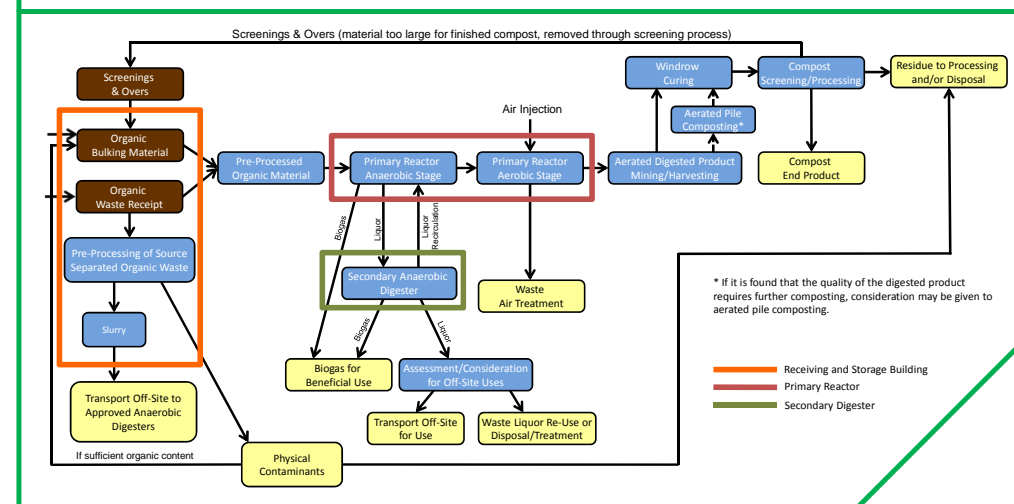 Screenings & Overs (material too large for finished compost, removed through screening process)
Screenings
& Overs
Windrow
Curing
Compost
Screening/Processing
Residue to Processing
and/or Disposal
Air Injection
Aerated Pile
Composting*
Organic
Bulking Material
Pre-Processed
Organic Material
Primary Reactor
Anaerobic Stage
Primary Reactor
Aerobic Stage
Aerated Digested Product
Mining/Harvesting
Compost
End Product
Organic
Waste Receipt
Biogas
Liquor
Liquor
Recirculation
Pre-Processing of Source
Separated Organic Waste
Secondary Anaerobic
Digester
Waste
Air Treatment
* If it is found that the quality of the digested product
requires further composting, consideration may be given to
aerated pile composting.
Slurry
Biogas
Liquor
Biogas for
Beneficial Use
Assessment/Consideration
for Off-Site Uses
Receiving and Storage Building
Primary Reactor
Secondary Digester
Transport Off-Site to
Approved Anaerobic
Digesters
Transport Off-Site
for Use
Waste Liquor Re-Use or
Disposal/Treatment
If sufficient organic content
Physical
Contaminants